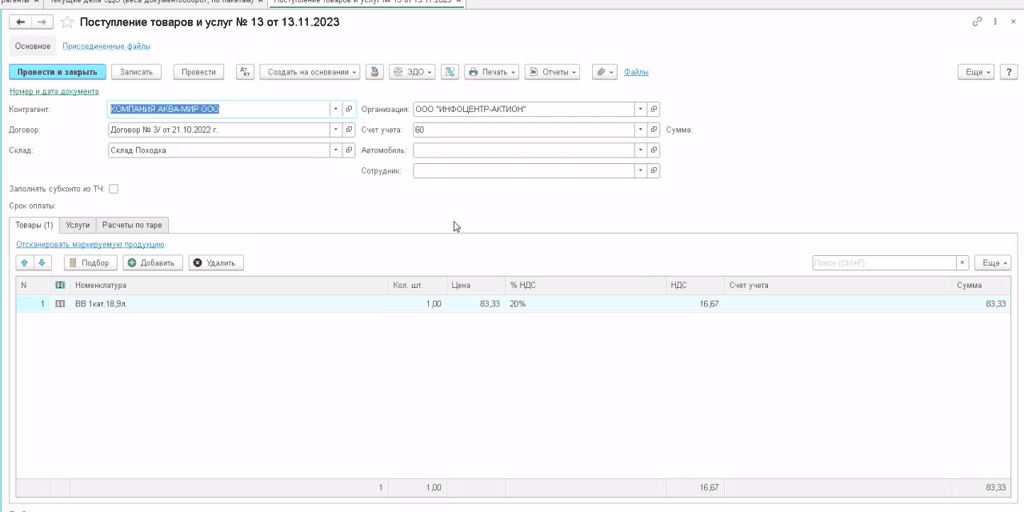 Поступление товаров и услуг № 13 от 13.11.2023
Основное Присоединённые файлы
Провести и закрыть Записать Провести Создать на основании ЭДО Печать Отчеты Файлы Еще ?
Номер и дата документа
Контрагент: КОМПАНИЯ АКВА-МИР ООО Организация: ООО "ИНФОЦЕНТР-АКТИОН"
Договор: Договор № 3/ от 21.10.2022 г. Счет учета: 60 Сумма:
Склад: Склад Походка Автомобиль:
Сотрудник:
Заполнять субконто из ТЧ:
Срок оплаты:
Товары (1) Услуги Расчеты по таре
Отсканировать маркируемую продукцию
Подбор Добавить Удалить Поиск (Ctrl+F) × Еще
N Номенклатура Кол. шт. Цена % НДС НДС Счет учета Сумма
1 ВВ 1кат.18,9л. 1,00 83,33 20% 16,67 83,33
1 1,00 16,67 83,33